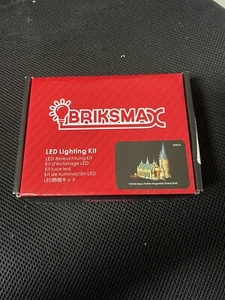 BRIKSMAX
LED Lighting Kit
LED-Beleuchtung Kit
Kit d'éclairage LED
Kit luce led
Kit de iluminación LED
LED照明キット